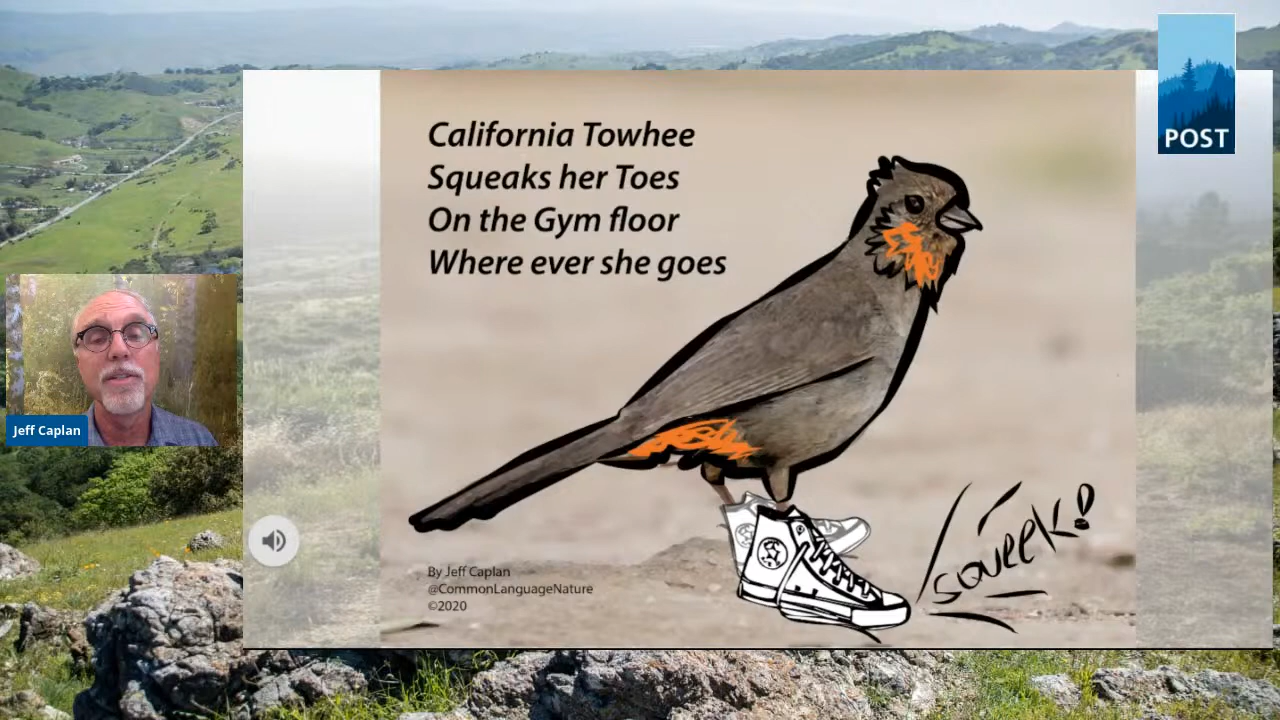 POST
California Towhee
Squeaks her Toes
On the Gym floor
Where ever she goes
Jeff Caplan
squeek!
By Jeff Caplan
@CommonLanguageNature
©2020